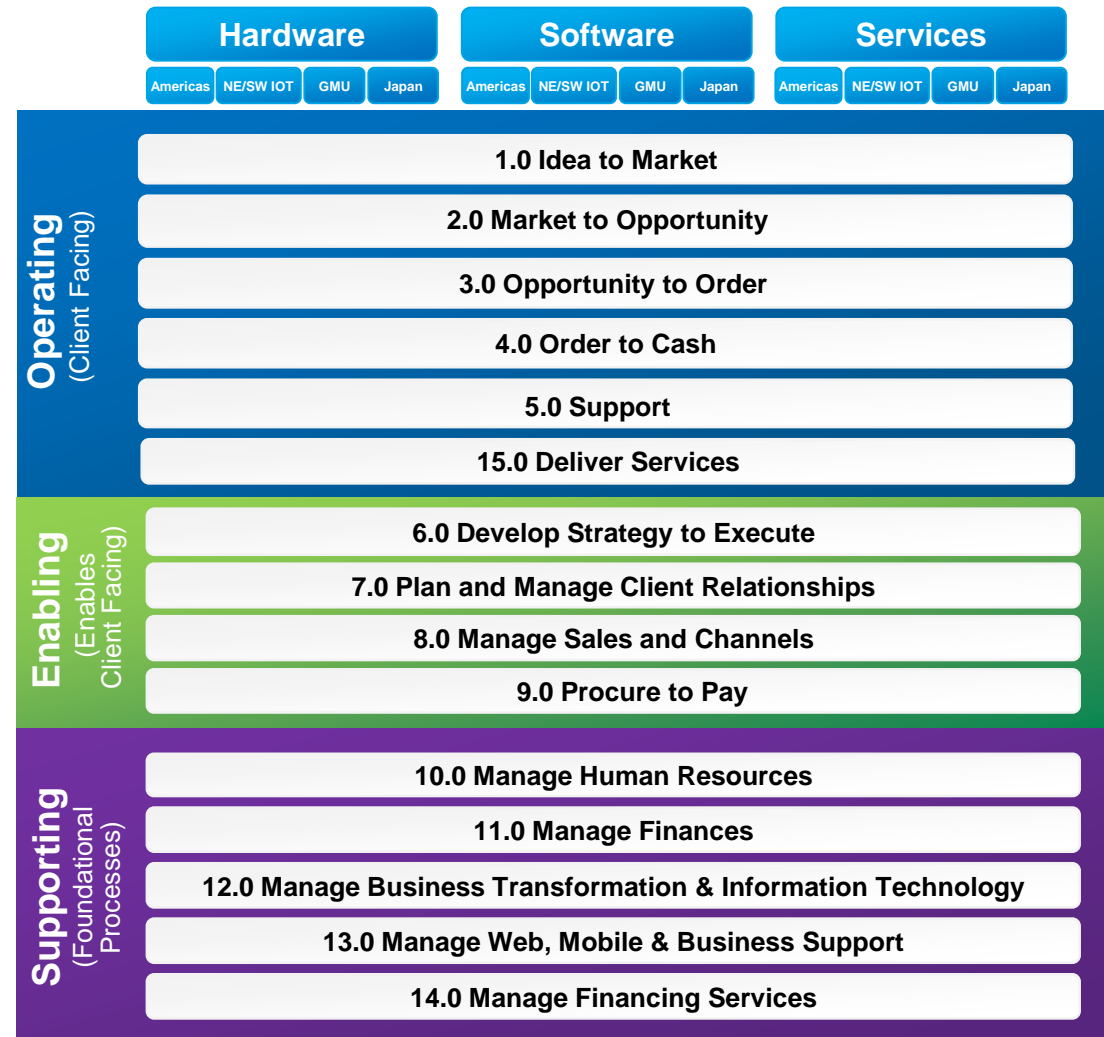 Hardware Software Services
Americas NE/SW IOT GMU Japan Americas NE/SW IOT GMU Japan Americas NE/SW IOT GMU Japan
Operating
(Client Facing)
1.0 Idea to Market
2.0 Market to Opportunity
3.0 Opportunity to Order
4.0 Order to Cash
5.0 Support
15.0 Deliver Services
Enabling
(Enables
Client Facing)
6.0 Develop Strategy to Execute
7.0 Plan and Manage Client Relationships
8.0 Manage Sales and Channels
9.0 Procure to Pay
Supporting
(Foundational
Processes)
10.0 Manage Human Resources
11.0 Manage Finances
12.0 Manage Business Transformation & Information Technology
13.0 Manage Web, Mobile & Business Support
14.0 Manage Financing Services